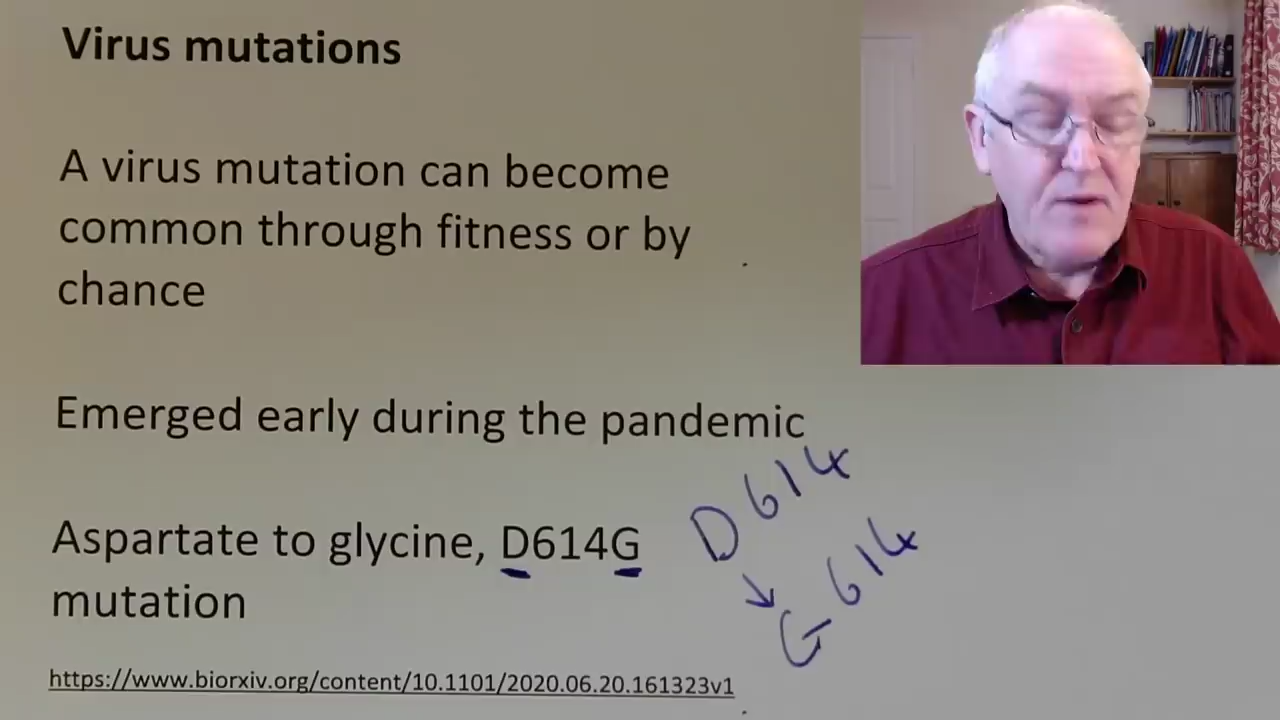 Virus mutations
A virus mutation can become
common through fitness or by
chance
Emerged early during the pandemic
Aspartate to glycine, D614G
mutation
D614
↓
G614
https://www.biorxiv.org/content/10.1101/2020.06.20.161323v1